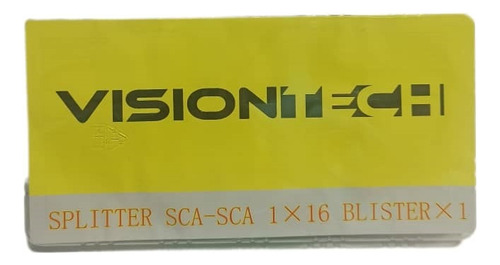 VISIONTECH
SPLITTER SCA-SCA 1×16 BLISTER×1